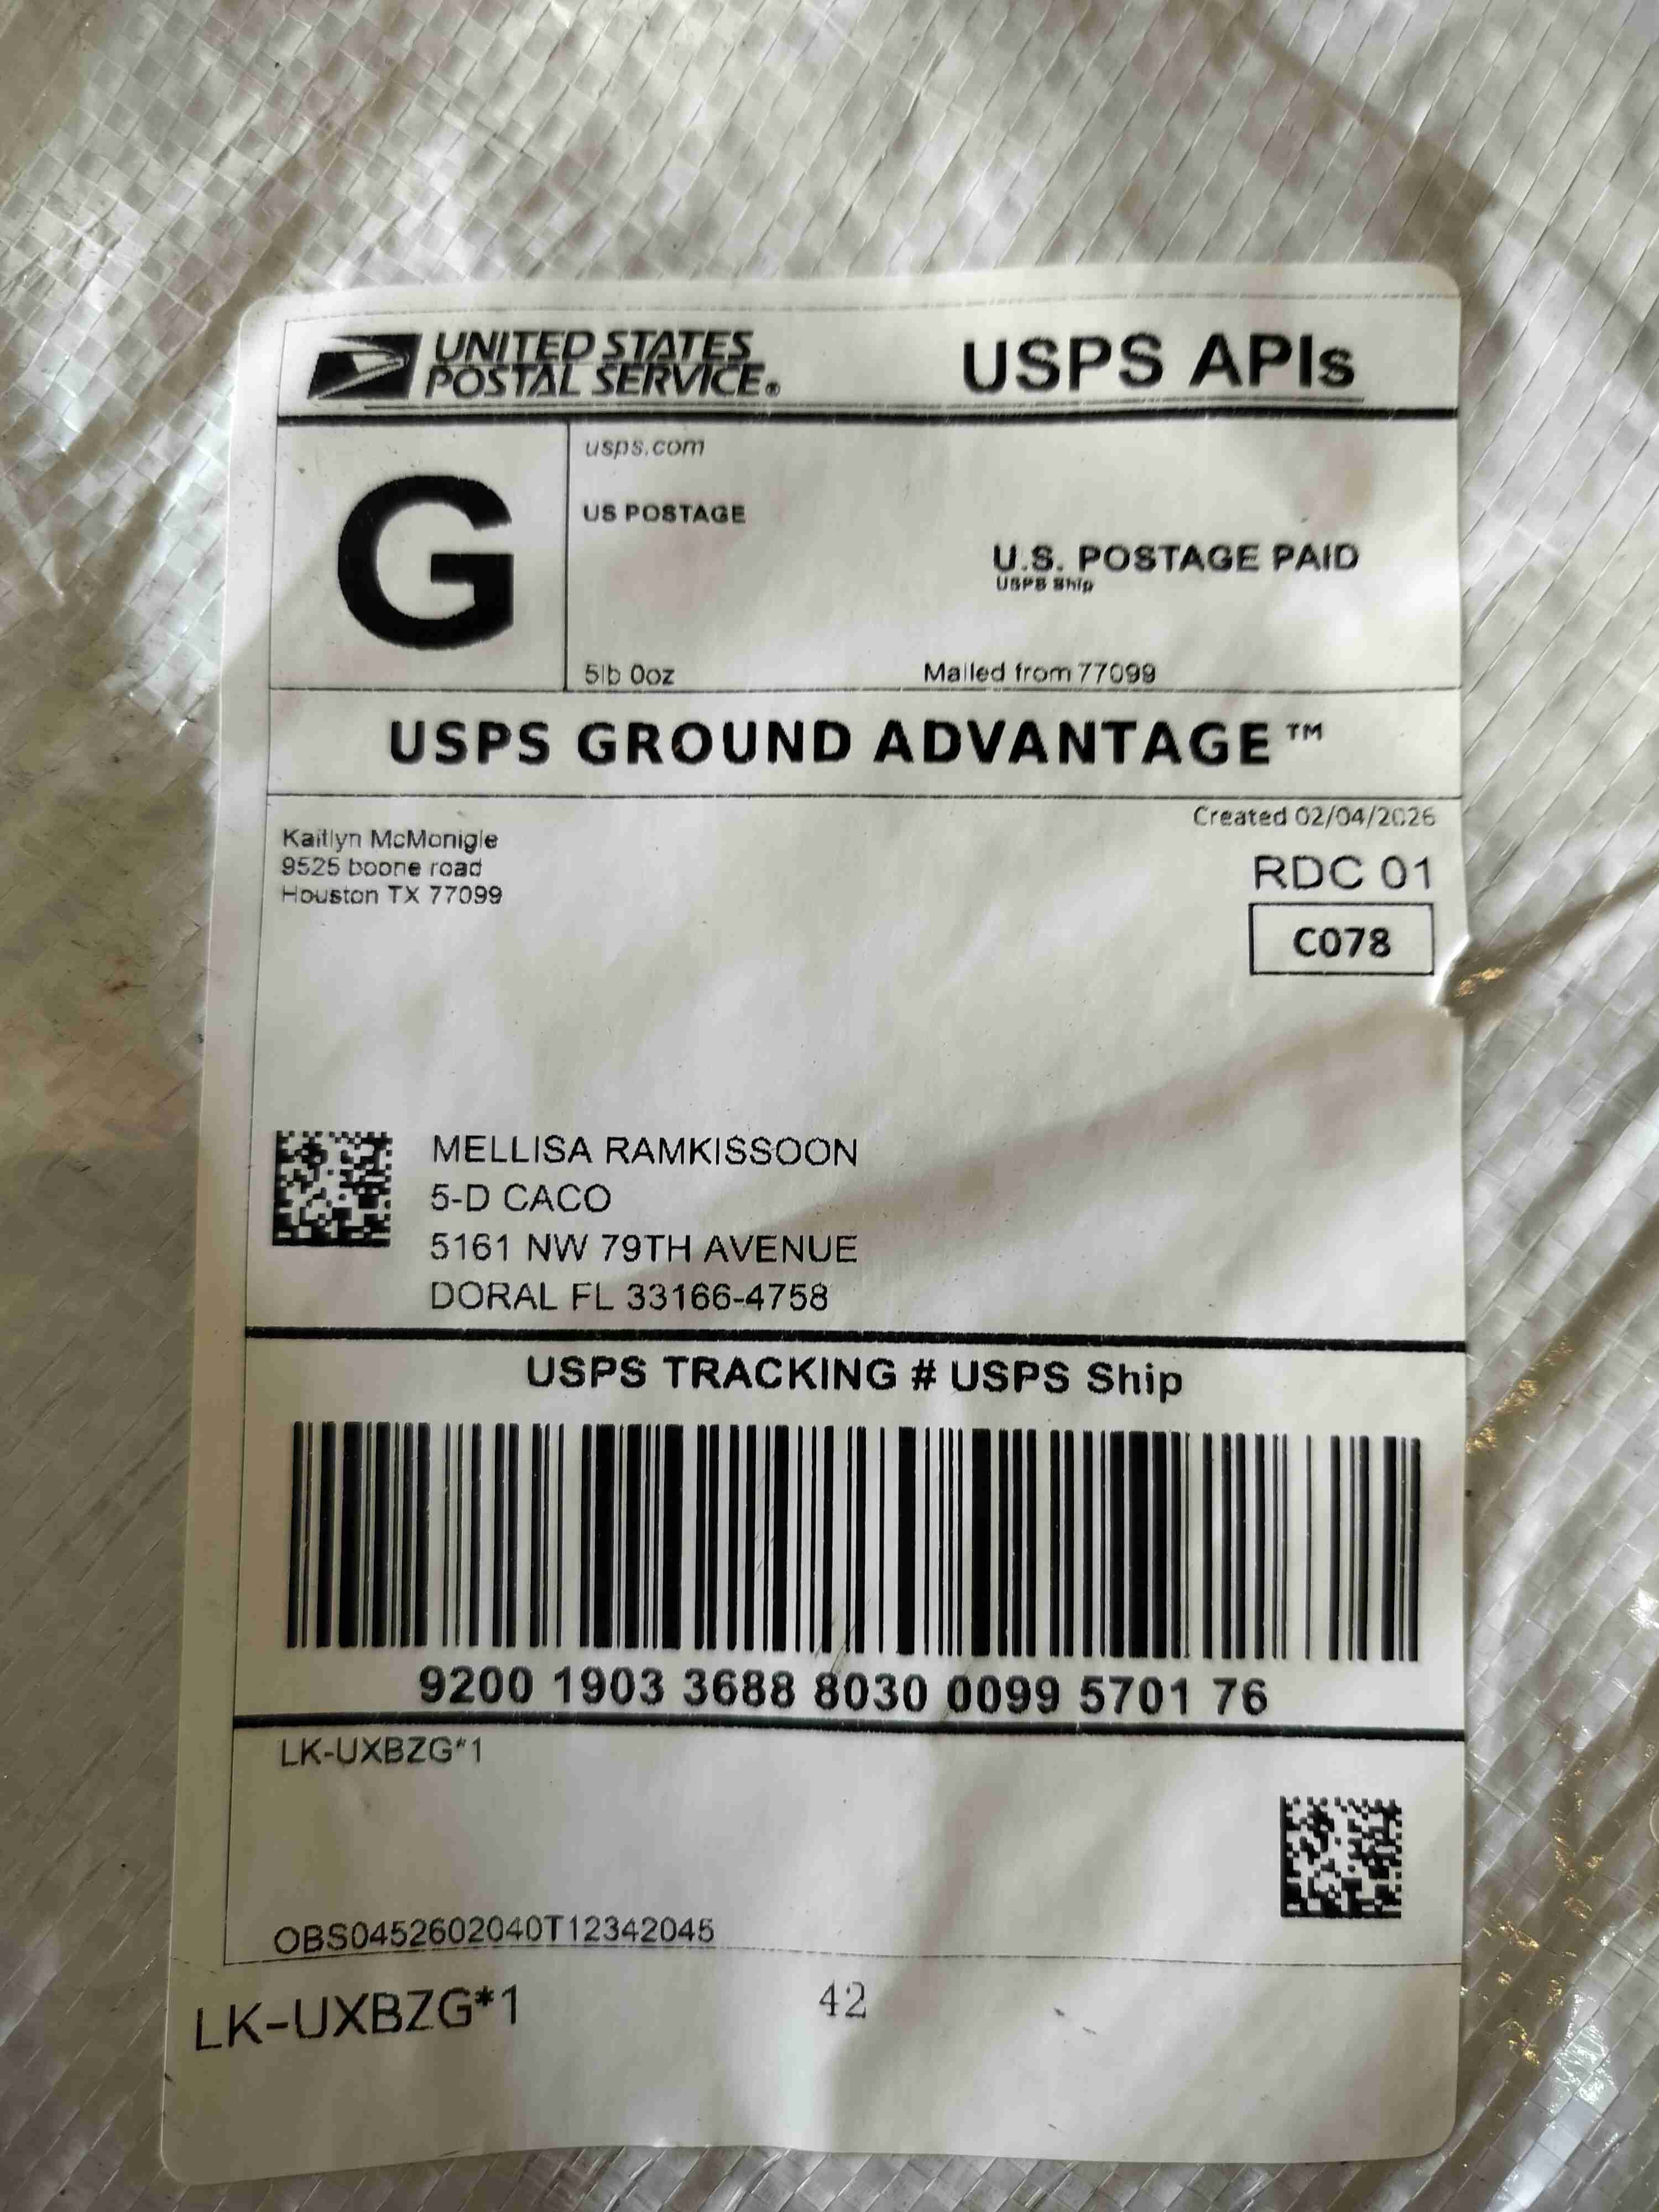 UNITED STATES
POSTAL SERVICE®
USPS APIs
G
usps.com
US POSTAGE
U.S. POSTAGE PAID
USPS Ship
5lb 0oz
Mailed from 77099
USPS GROUND ADVANTAGE™
Created 02/04/2026
Kaitlyn McMonigle
9525 boone road
Houston TX 77099
RDC 01
C078
MELLISA RAMKISSOON
5-D CACO
5161 NW 79TH AVENUE
DORAL FL 33166-4758
USPS TRACKING # USPS Ship
9200 1903 3688 8030 0099 5701 76
LK-UXBZG*1
OBS0452602040T12342045
LK-UXBZG*1
42